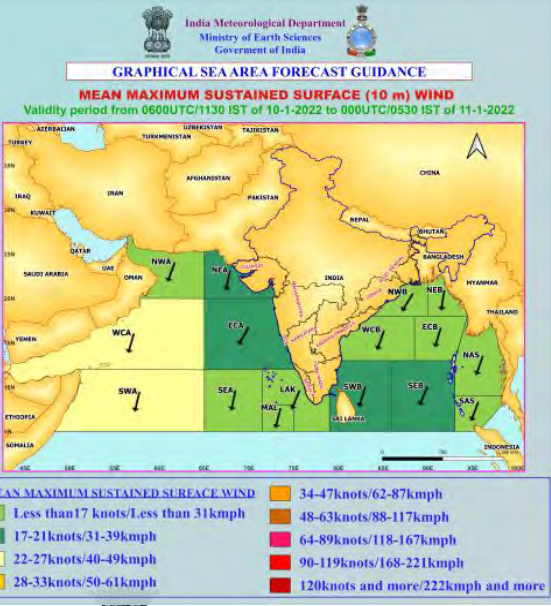 India Meteorological Department
Ministry of Earth Sciences
Goverment of India
GRAPHICAL SEA AREA FORECAST GUIDANCE
MEAN MAXIMUM SUSTAINED SURFACE (10 m) WIND
Validity period from 0600UTC/1130 IST of 10-1-2022 to 000UTC/0530 IST of 11-1-2022
AZERBAIJAN
UZBEKISTAN
TAJIKISTAN
TURKEY
TURKMENISTAN
CHINA
AFGHANISTAN
IRAQ
IRAN
PAKISTAN
KUWAIT
NEPAL
BHUTAN
QATAR
BANGLADESH
NWA
NEA
SAUDI ARABIA
UAE
OMAN
INDIA
MYANMAR
NWB
NEB
THAILAND
WCA
ECA
WCB
ECB
YEMEN
NAS
SWA
SEA
LAK
SWB
SEB
MAL
SAS
ETHIOPIA
SRI LANKA
SOMALIA
INDONESIA
EAN MAXIMUM SUSTAINED SURFACE WIND
Less than17 knots/Less than 31kmph
17-21knots/31-39kmph
22-27knots/40-49kmph
28-33knots/50-61kmph
34-47knots/62-87kmph
48-63knots/88-117kmph
64-89knots/118-167kmph
90-119knots/168-221kmph
120knots and more/222kmph and more